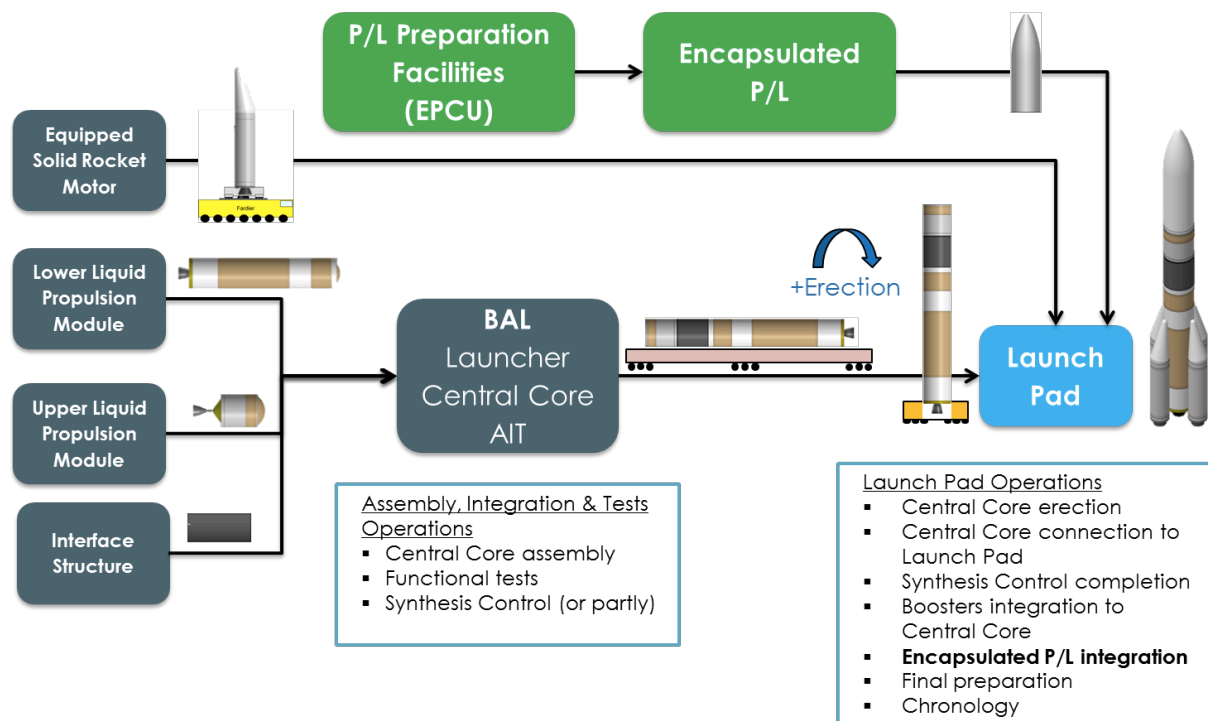 P/L Preparation
Facilities
(EPCU)
Encapsulated
P/L
Equipped
Solid Rocket
Motor
Fardier
Lower Liquid
Propulsion
Module
Upper Liquid
Propulsion
Module
Interface
Structure
BAL
Launcher
Central Core
AIT
+Erection
Launch
Pad
Assembly, Integration & Tests
Operations
▪ Central Core assembly
▪ Functional tests
▪ Synthesis Control (or partly)
Launch Pad Operations
▪ Central Core erection
▪ Central Core connection to
Launch Pad
▪ Synthesis Control completion
▪ Boosters integration to
Central Core
▪ Encapsulated P/L integration
▪ Final preparation
▪ Chronology